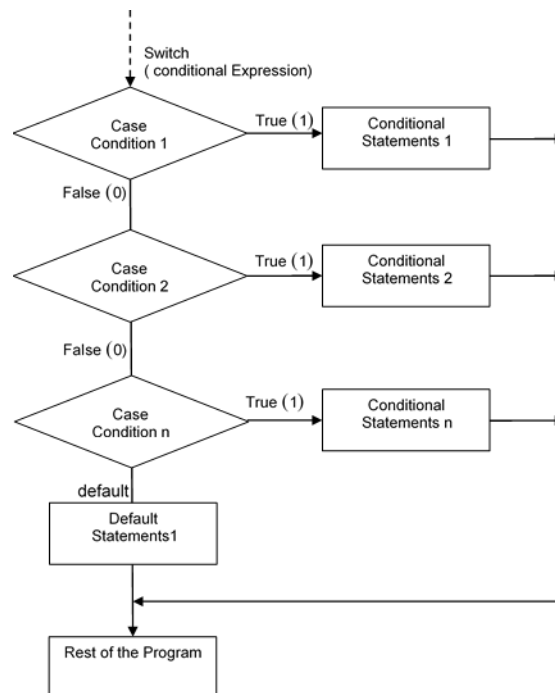 Switch
( conditional Expression)
Case
Condition 1
True (1)
Conditional
Statements 1
False (0)
Case
Condition 2
True (1)
Conditional
Statements 2
False (0)
Case
Condition n
True (1)
Conditional
Statements n
default
Default
Statements1
Rest of the Program